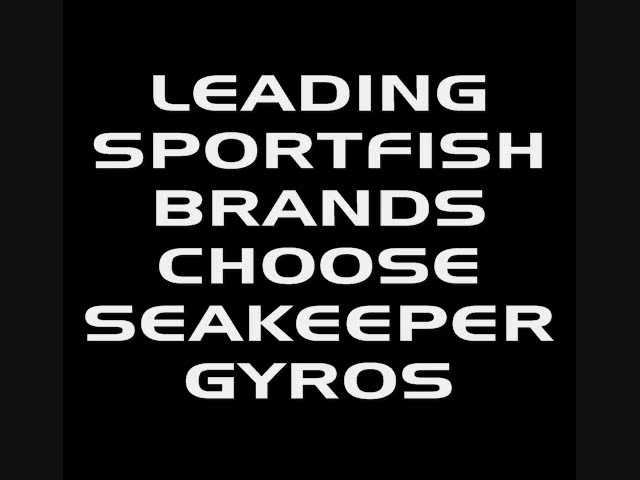 LEADING
SPORTFISH
BRANDS
CHOOSE
SEAKEEPER
GYROS